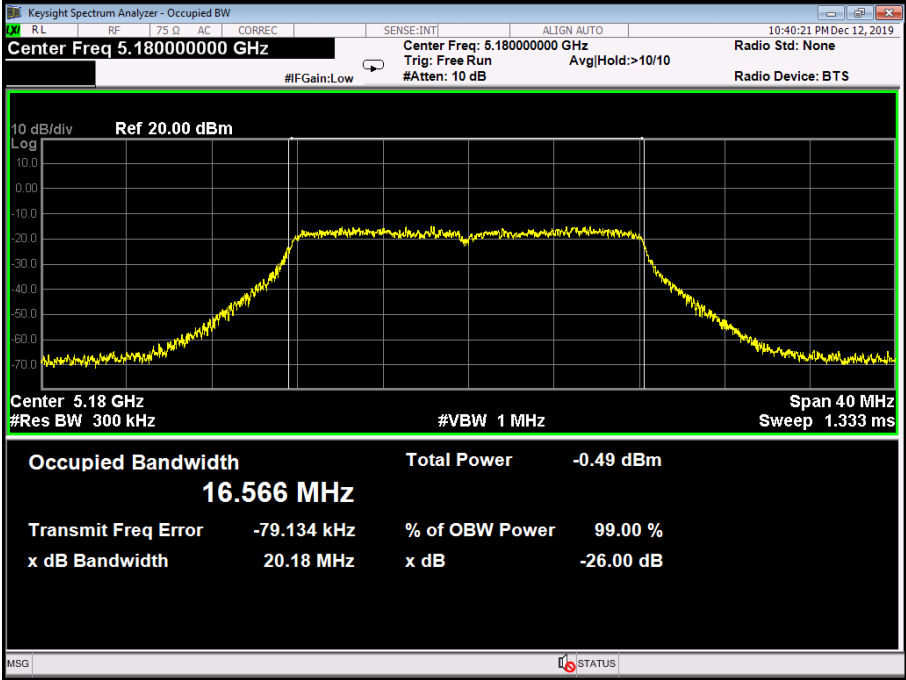 Keysight Spectrum Analyzer - Occupied BW
LXI RL RF 75 Ω AC CORREC SENSE:INT ALIGN AUTO 10:40:21 PM Dec 12, 2019
Center Freq 5.180000000 GHz
Center Freq: 5.180000000 GHz
Radio Std: None
Trig: Free Run Avg|Hold:>10/10
#IFGain:Low
#Atten: 10 dB
Radio Device: BTS
10 dB/div Ref 20.00 dBm
Log
10.0
0.00
-10.0
-20.0
-30.0
-40.0
-50.0
-60.0
-70.0
Center 5.18 GHz Span 40 MHz
#Res BW 300 kHz #VBW 1 MHz Sweep 1.333 ms
Occupied Bandwidth Total Power -0.49 dBm
16.566 MHz
Transmit Freq Error -79.134 kHz % of OBW Power 99.00 %
x dB Bandwidth 20.18 MHz x dB -26.00 dB
MSG STATUS